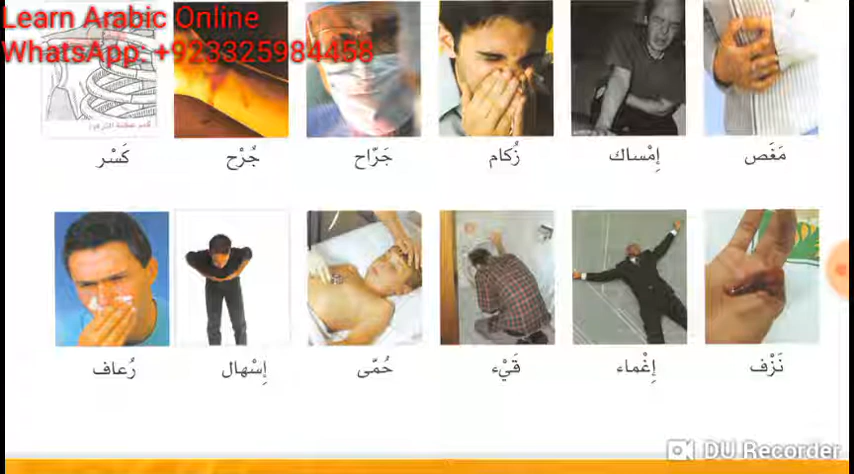 Learn Arabic Online
WhatsApp: +923325984458
مَغَص
إِمْساك
زُكام
جَرّاح
جُرْح
كَسْر
نَزْف
إِغْماء
قَيْء
حُمّى
إِسْهال
رُعاف
DU Recorder